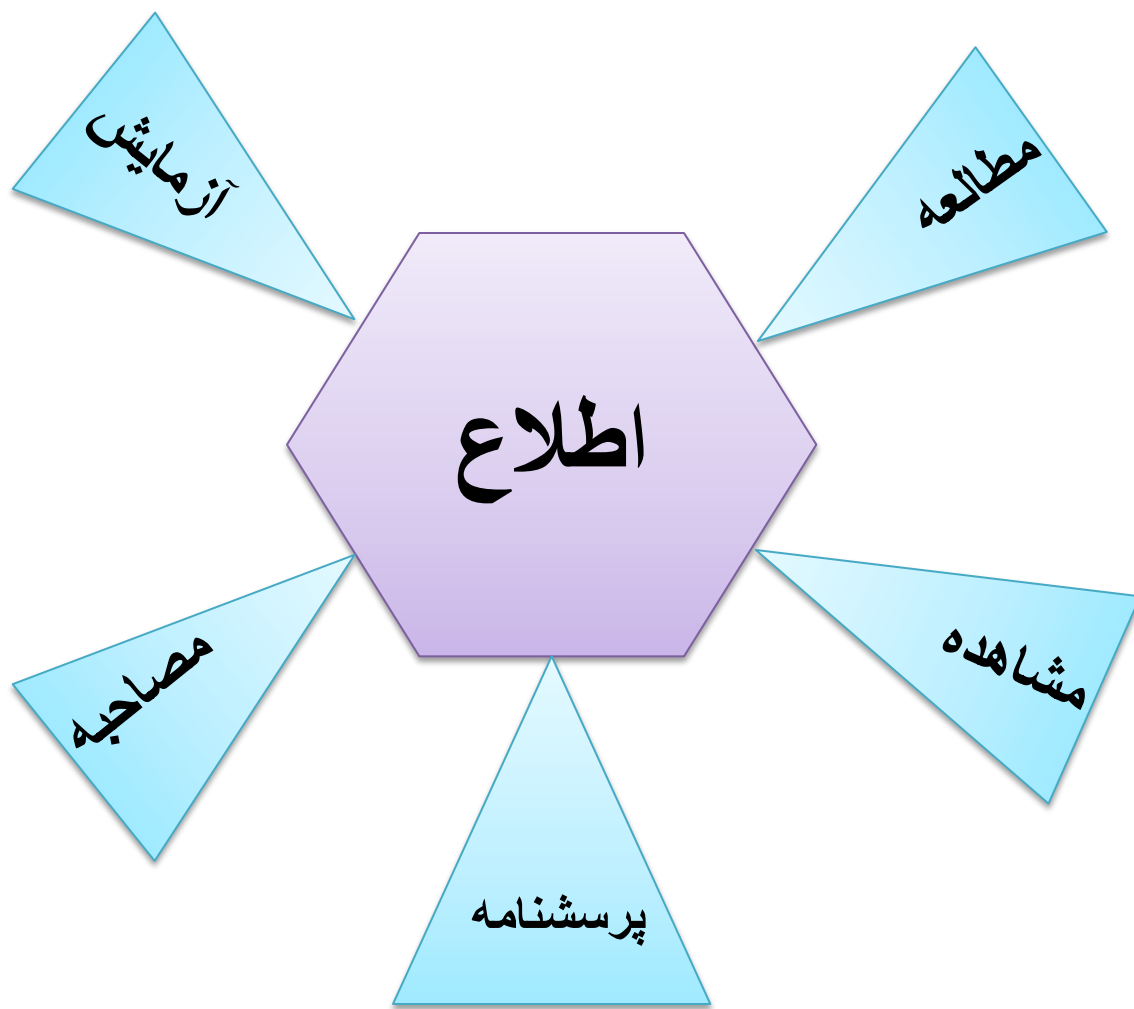 آزمایش
مطالعه
اطلاع
مصاحبه
مشاهده
پرسشنامه